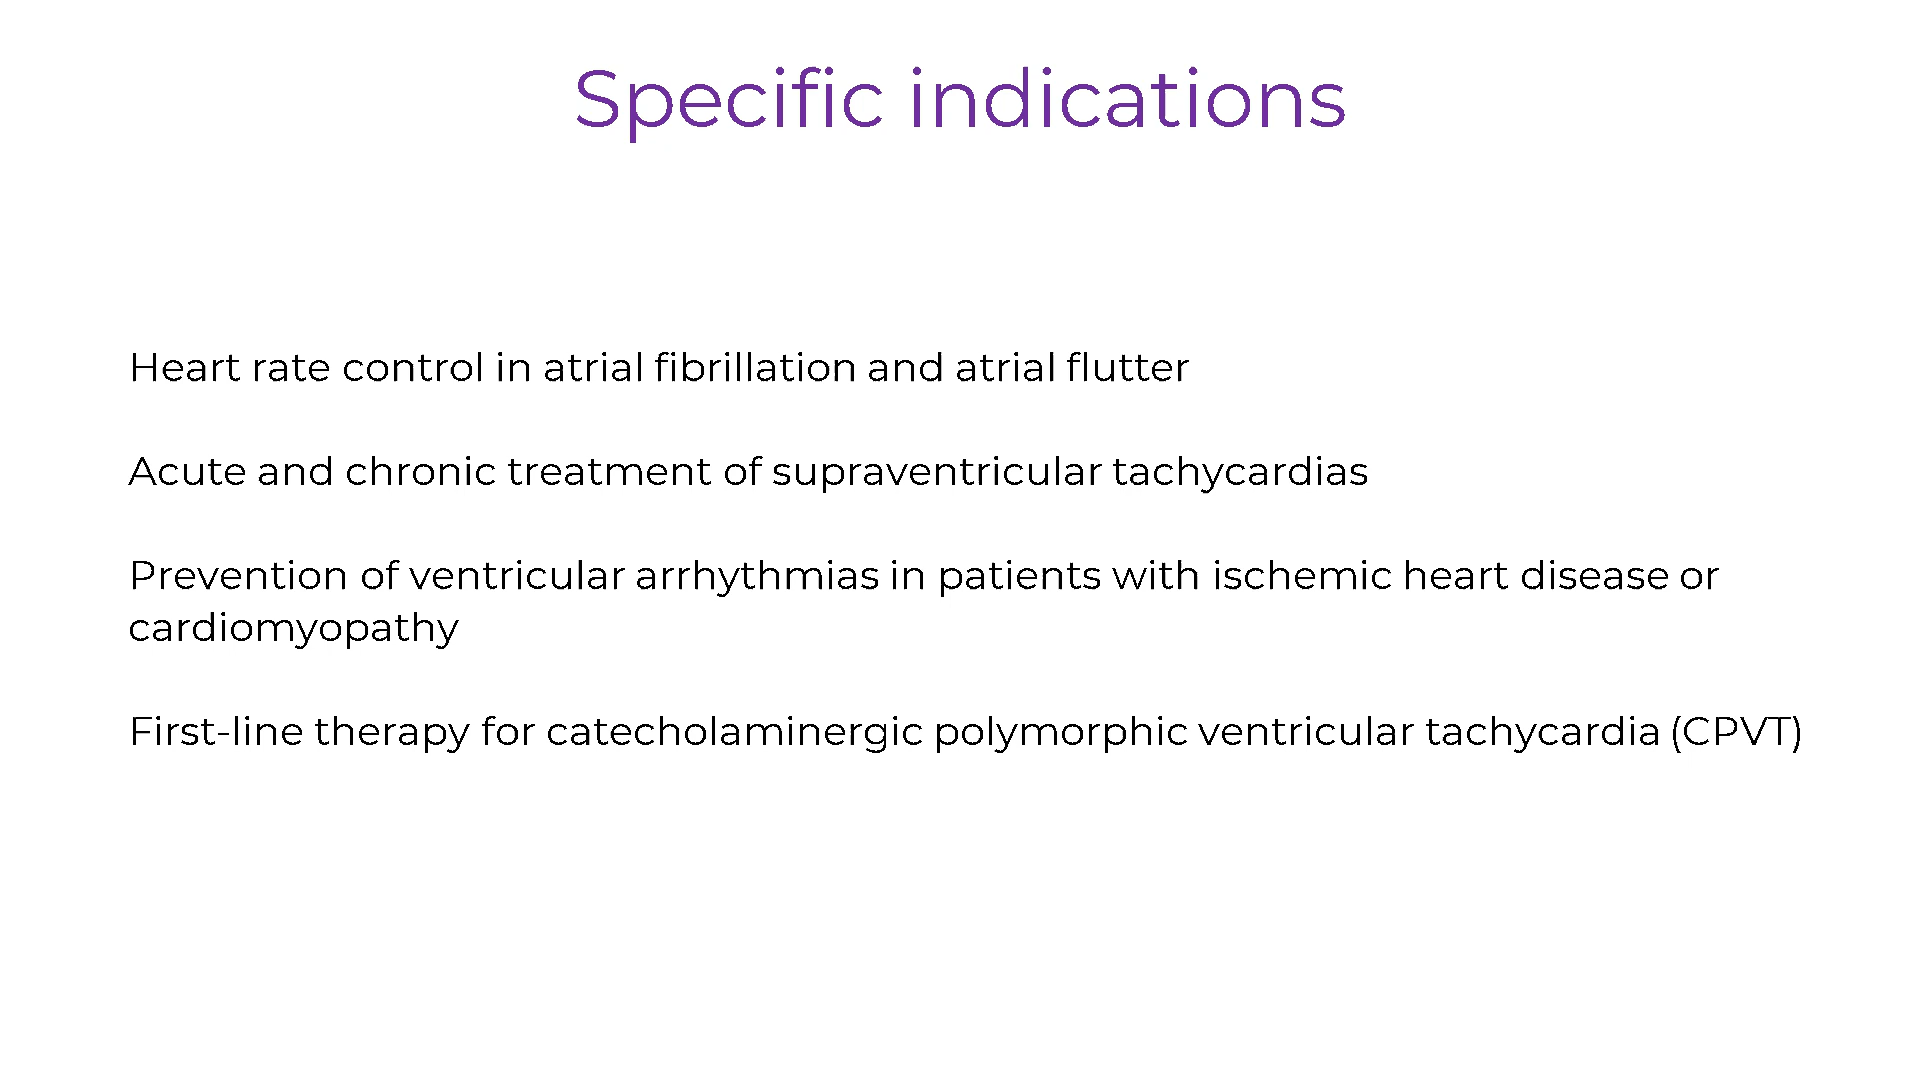 Specific indications
Heart rate control in atrial fibrillation and atrial flutter
Acute and chronic treatment of supraventricular tachycardias
Prevention of ventricular arrhythmias in patients with ischemic heart disease or
cardiomyopathy
First-line therapy for catecholaminergic polymorphic ventricular tachycardia (CPVT)